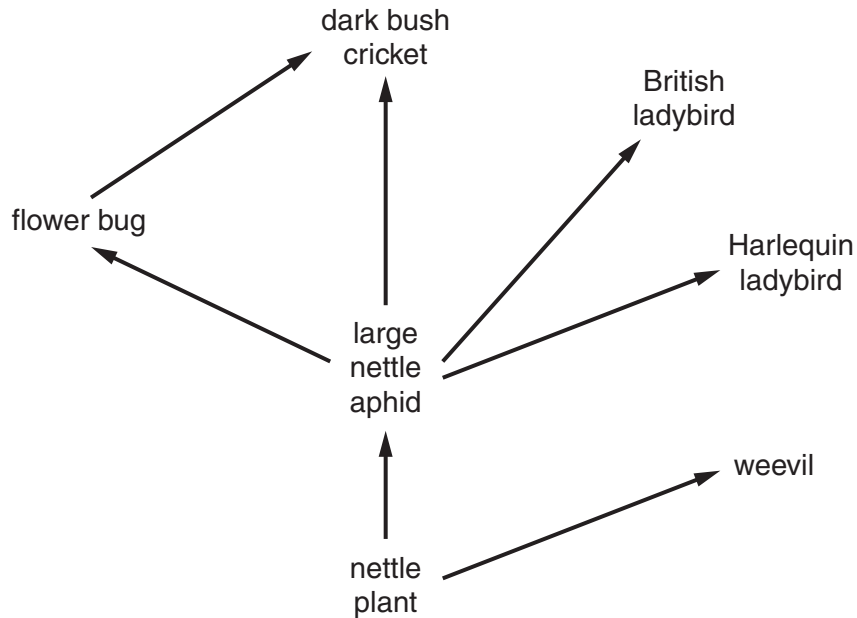 dark bush
cricket
British
ladybird
flower bug
Harlequin
ladybird
large
nettle
aphid
weevil
nettle
plant